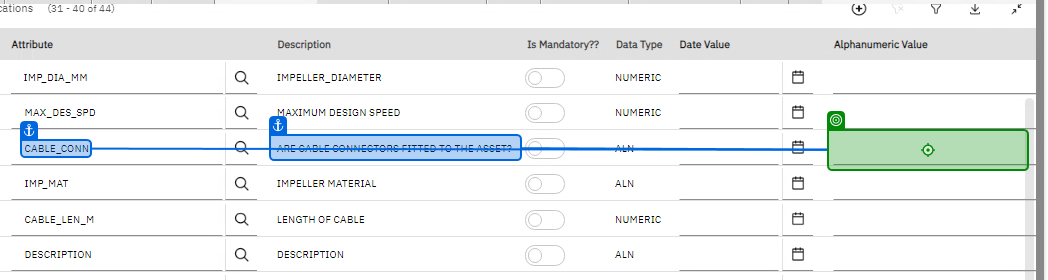 cations (31 - 40 of 44)
Attribute Description Is Mandatory?? Data Type Date Value Alphanumeric Value
IMP_DIA_MM IMPELLER_DIAMETER NUMERIC
MAX_DES_SPD MAXIMUM DESIGN SPEED NUMERIC
CABLE_CONN ARE CABLE CONNECTORS FITTED TO THE ASSET? ALN
IMP_MAT IMPELLER MATERIAL ALN
CABLE_LEN_M LENGTH OF CABLE NUMERIC
DESCRIPTION DESCRIPTION ALN